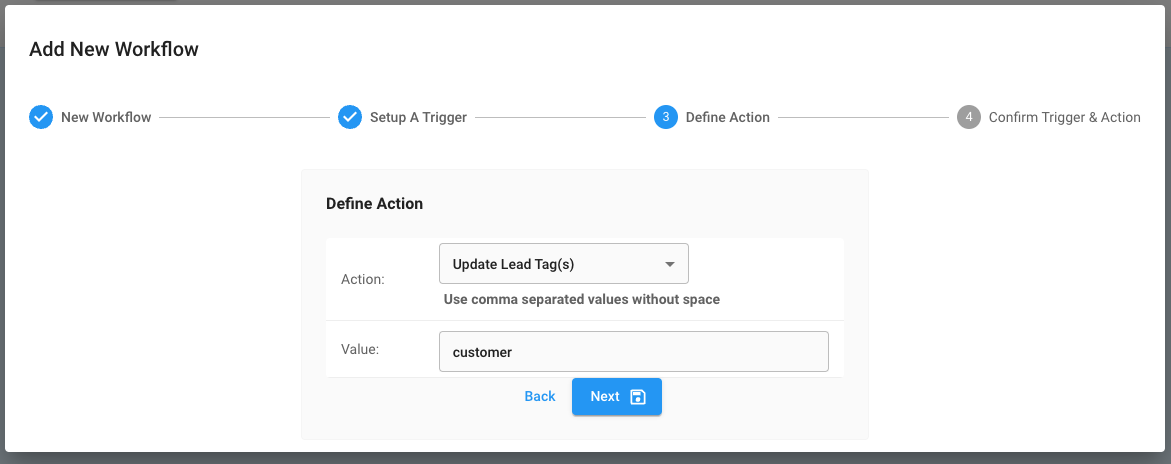 Add New Workflow
New Workflow
Setup A Trigger
3 Define Action
4 Confirm Trigger & Action
Define Action
Action:
Update Lead Tag(s)
Use comma separated values without space
Value:
customer
Back
Next